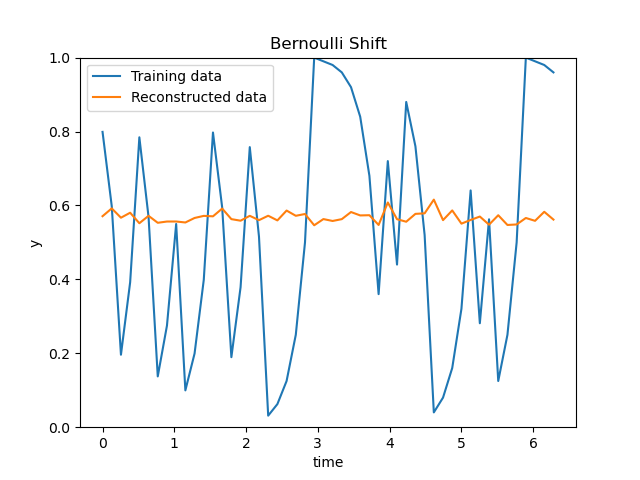 Bernoulli Shift
Training data
Reconstructed data
1.0
0.8
0.6
0.4
0.2
0.0
y
0 1 2 3 4 5 6
time